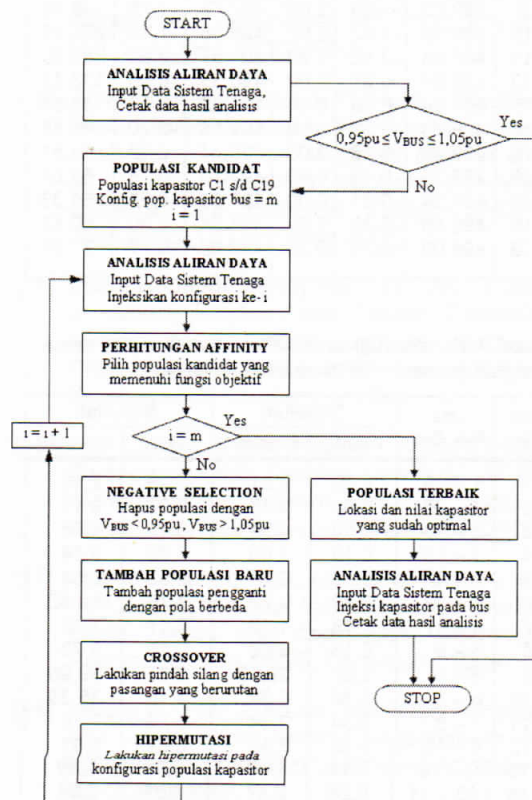 START
ANALISIS ALIRAN DAYA
Input Data Sistem Tenaga,
Cetak data hasil analisis
Yes
0,95pu ≤ VBUS ≤ 1,05pu
No
POPULASI KANDIDAT
Populasi kapasitor C1 s/d C19
Konfig. pop. kapasitor bus = m
i = 1
ANALISIS ALIRAN DAYA
Input Data Sistem Tenaga
Injeksikan konfigurasi ke- i
PERHITUNGAN AFFINITY
Pilih populasi kandidat yang
memenuhi fungsi objektif
i = i + 1
i = m
Yes
No
NEGATIVE SELECTION
Hapus populasi dengan
VBUS < 0,95pu , VBUS > 1,05pu
TAMBAH POPULASI BARU
Tambah populasi pengganti
dengan pola berbeda
CROSSOVER
Lakukan pindah silang dengan
pasangan yang berurutan
HIPERMUTASI
Lakukan hipermutasi pada
konfigurasi populasi kapasitor
POPULASI TERBAIK
Lokasi dan nilai kapasitor
yang sudah optimal
ANALISIS ALIRAN DAYA
Input Data Sistem Tenaga
Injeksi kapasitor pada bus
Cetak data hasil analisis
STOP